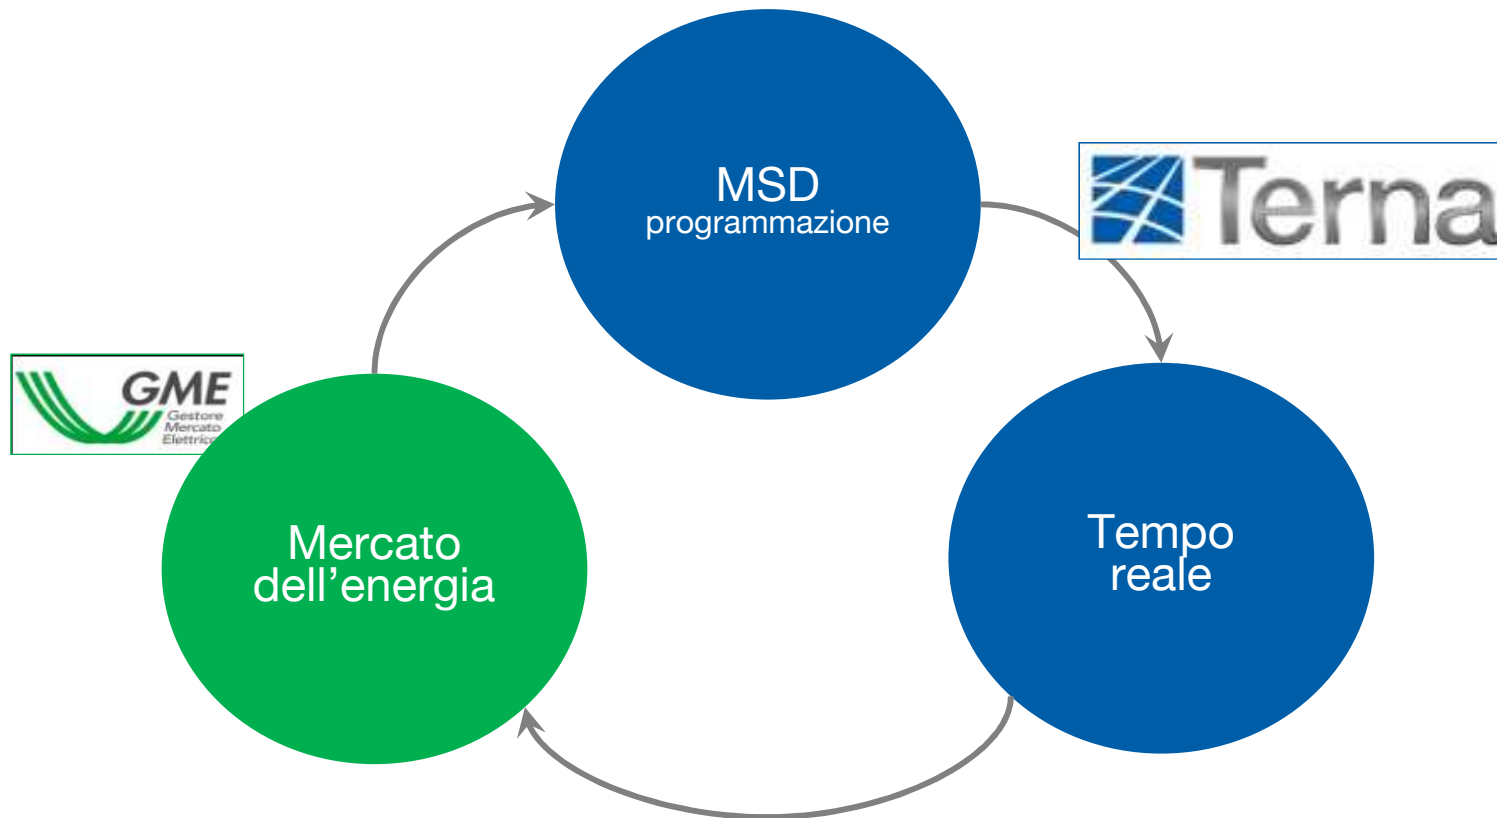 MSD
programmazione
Terna
GME
Gestore
Mercato
Elettrico
Mercato
dell’energia
Tempo
reale